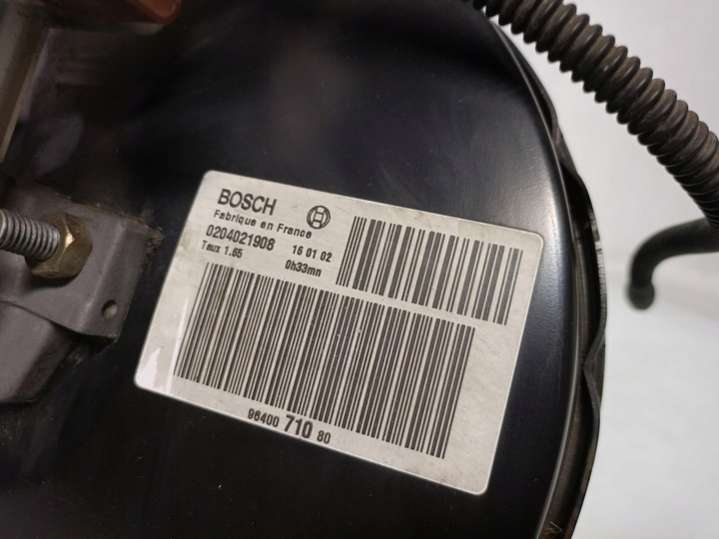 BOSCH
Fabrique en France
0204021908 16 01 02
Taux 1.65 0h33mn
96400 710 80